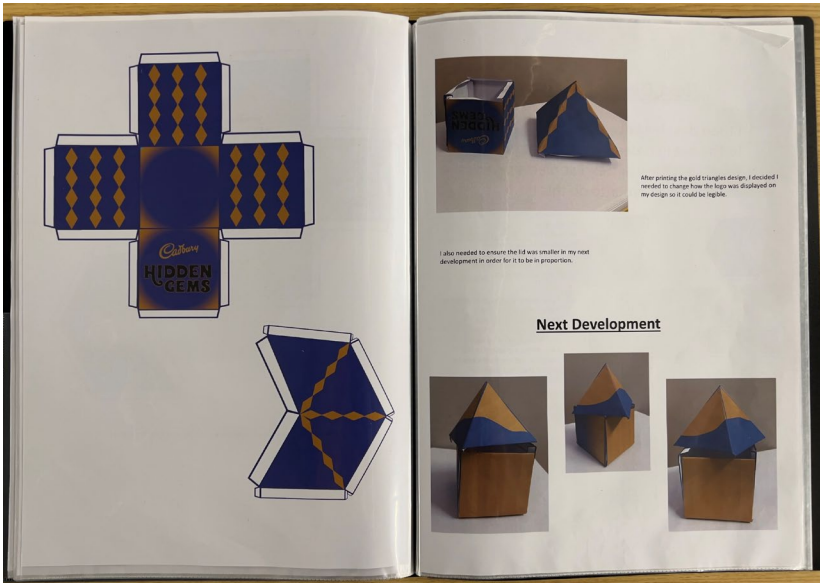 Cadbury
HIDDEN
GEMS
HIDDEN
GEMS
After printing the gold triangles design, I decided I
needed to change how the logo was displayed on
my design so it could be legible.
I also needed to ensure the lid was smaller in my next
development in order for it to be in proportion.
Next Development